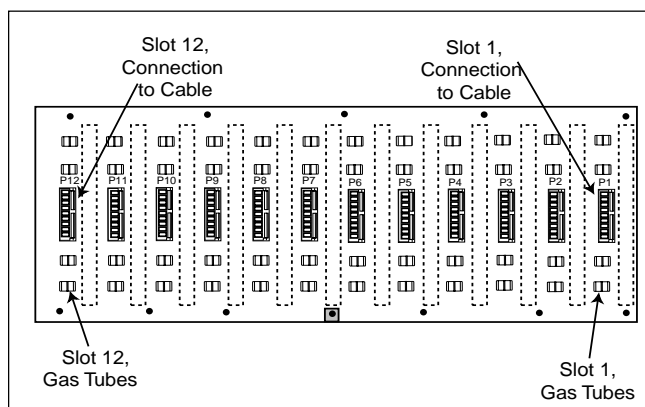 Slot 12,
Connection
to Cable
Slot 1,
Connection
to Cable
P12 P11 P10 P9 P8 P7 P6 P5 P4 P3 P2 P1
Slot 12,
Gas Tubes
Slot 1,
Gas Tubes